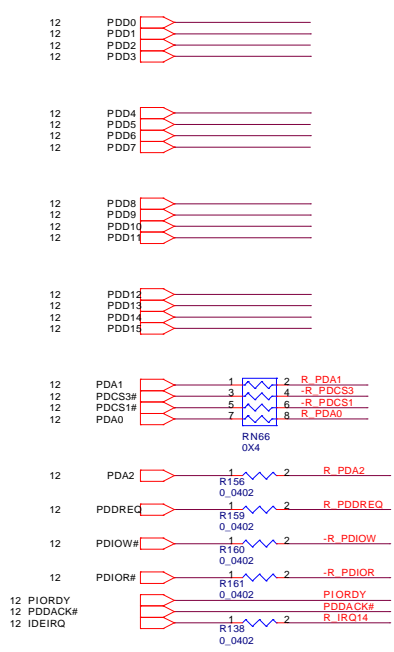 12 PDD0
12 PDD1
12 PDD2
12 PDD3
12 PDD4
12 PDD5
12 PDD6
12 PDD7
12 PDD8
12 PDD9
12 PDD10
12 PDD11
12 PDD12
12 PDD13
12 PDD14
12 PDD15
12 PDA1 1 2 R_PDA1
12 PDCS3# 3 4 -R_PDCS3
12 PDCS1# 5 6 -R_PDCS1
12 PDA0 7 8 R_PDA0
RN66
0X4
12 PDA2 1 2 R_PDA2
R156
0_0402
12 PDDREQ 1 2 R_PDDREQ
R159
0_0402
12 PDIOW# 1 2 -R_PDIOW
R160
0_0402
12 PDIOR# 1 2 -R_PDIOR
R161
0_0402
12 PIORDY PIORDY
12 PDDACK# PDDACK#
12 IDEIRQ 1 2 R_IRQ14
R138
0_0402